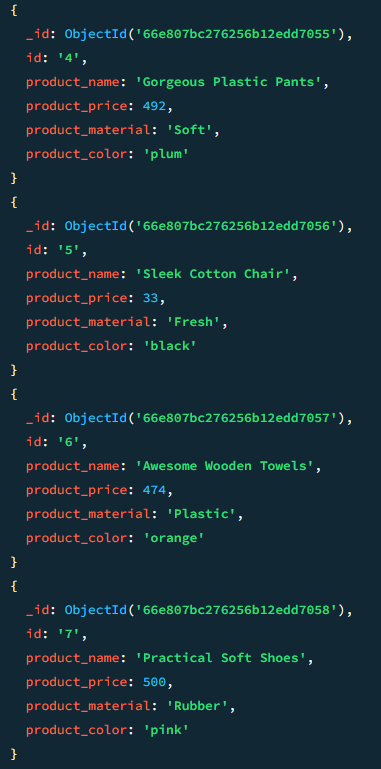 {
_id: ObjectId('66e807bc276256b12edd7055'),
id: '4',
product_name: 'Gorgeous Plastic Pants',
product_price: 492,
product_material: 'Soft',
product_color: 'plum'
}
{
_id: ObjectId('66e807bc276256b12edd7056'),
id: '5',
product_name: 'Sleek Cotton Chair',
product_price: 33,
product_material: 'Fresh',
product_color: 'black'
}
{
_id: ObjectId('66e807bc276256b12edd7057'),
id: '6',
product_name: 'Awesome Wooden Towels',
product_price: 474,
product_material: 'Plastic',
product_color: 'orange'
}
{
_id: ObjectId('66e807bc276256b12edd7058'),
id: '7',
product_name: 'Practical Soft Shoes',
product_price: 500,
product_material: 'Rubber',
product_color: 'pink'
}